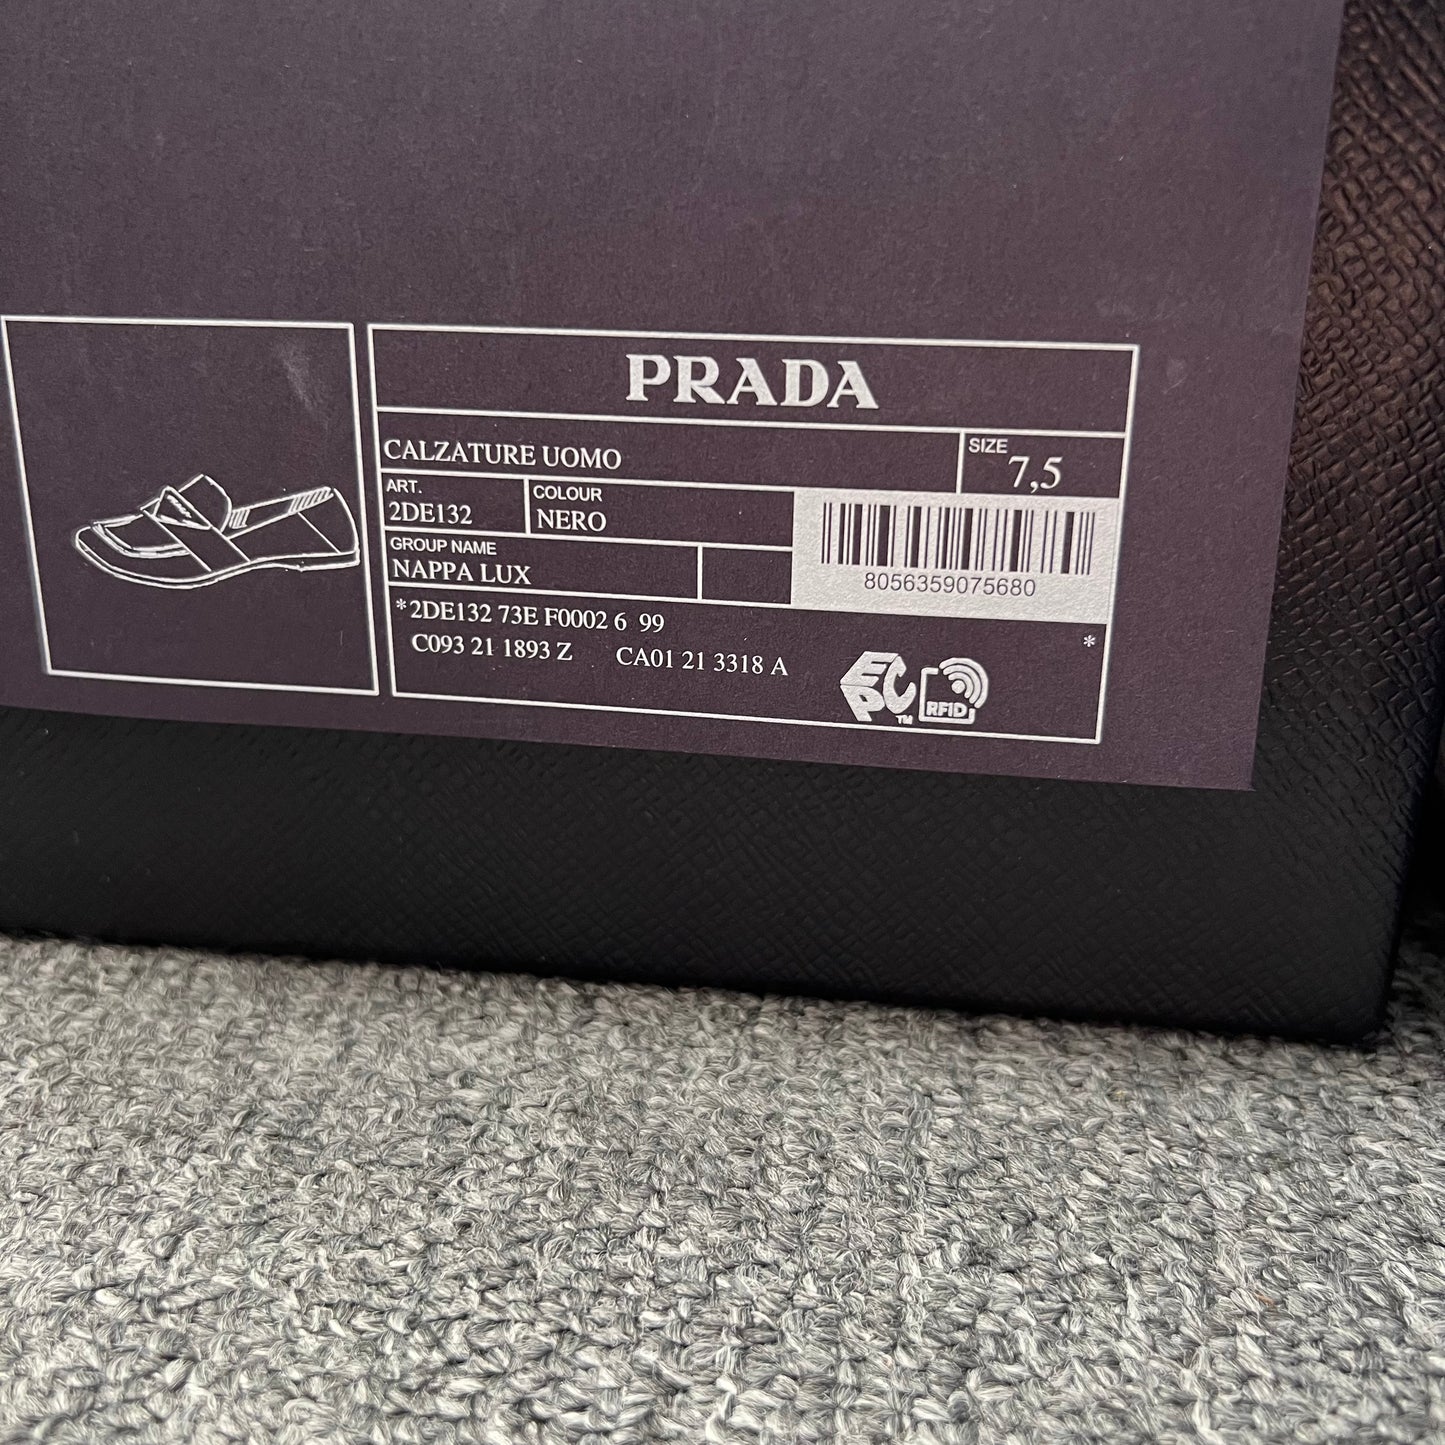 PRADA
CALZATURE UOMO
SIZE
7,5
ART.
2DE132
COLOUR
NERO
GROUP NAME
NAPPA LUX
8056359075680
*2DE132 73E F0002 6 99
*
C093 21 1893 Z CA01 21 3318 A
EPC™
RFID